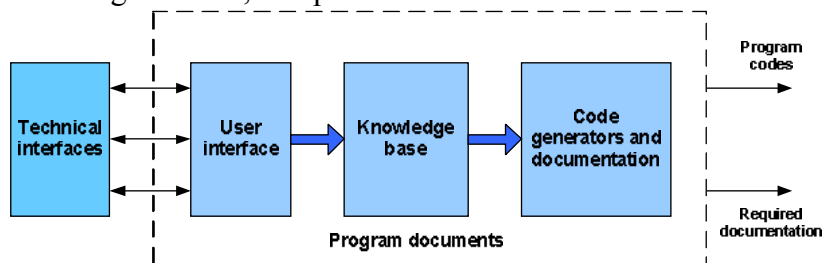 Technical
interfaces
User
interface
Knowledge
base
Code
generators and
documentation
Program
codes
Required
documentation
Program documents